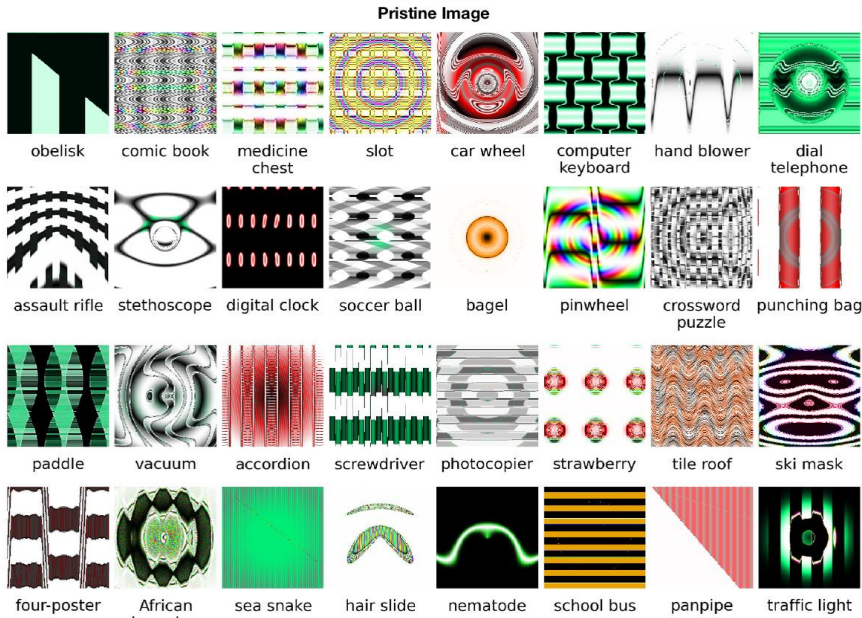 Pristine Image
obelisk
comic book
medicine
chest
slot
car wheel
computer
keyboard
hand blower
dial
telephone
assault rifle
stethoscope
digital clock
soccer ball
bagel
pinwheel
crossword
puzzle
punching bag
paddle
vacuum
accordion
screwdriver
photocopier
strawberry
tile roof
ski mask
four-poster
African
sea snake
hair slide
nematode
school bus
panpipe
traffic light